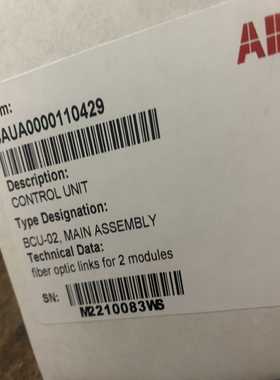 ABB
m:
AUA0000110429
Description:
CONTROL UNIT
Type Designation:
BCU-02, MAIN ASSEMBLY
Technical Data:
fiber optic links for 2 modules
SN:
M2210083WS